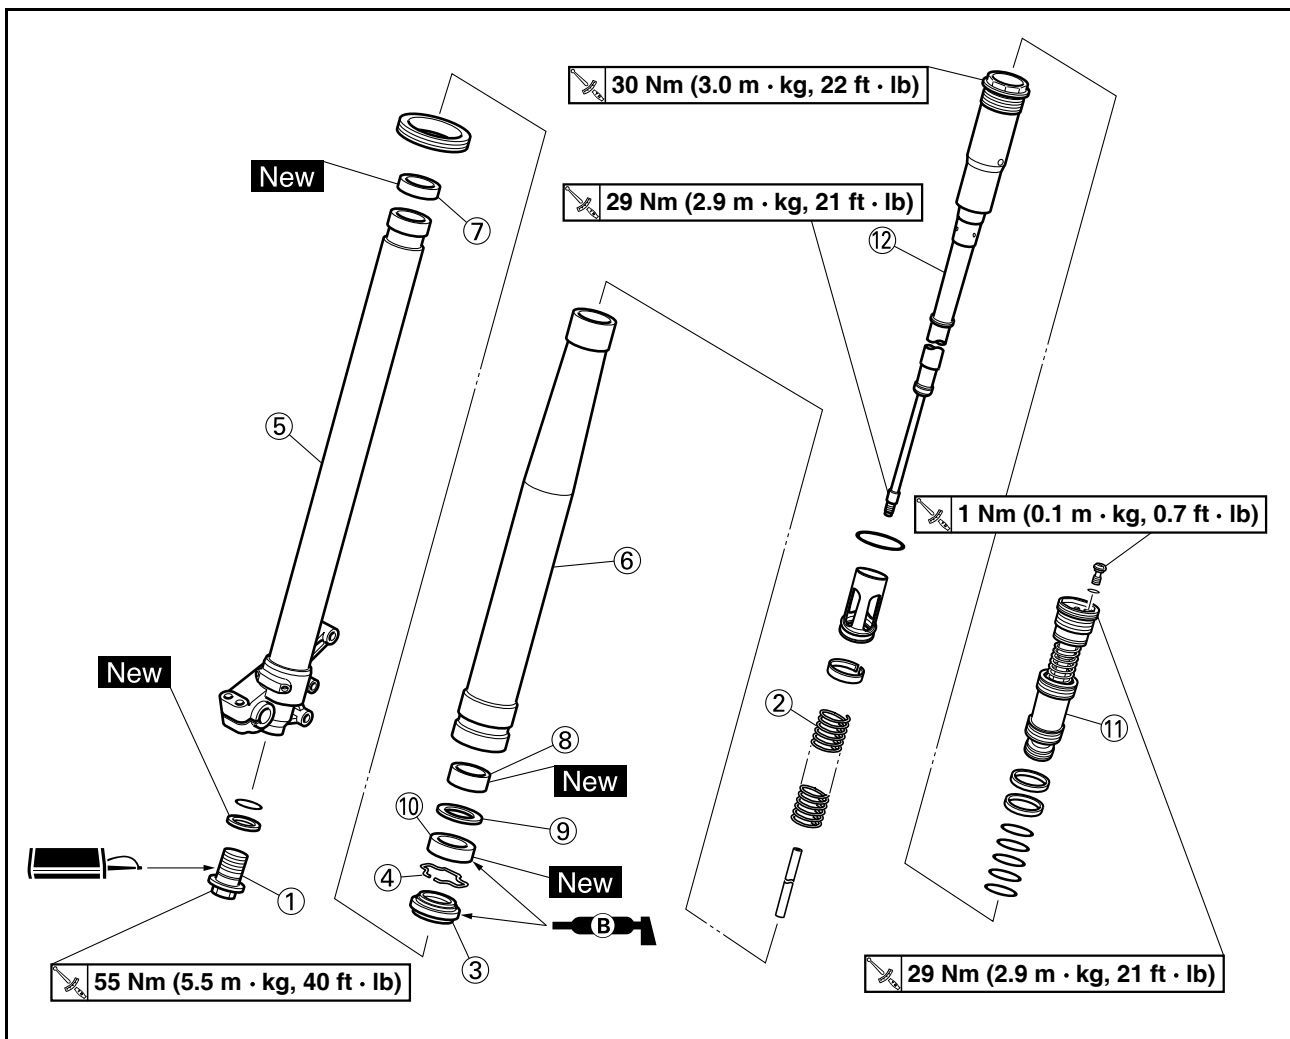 30 Nm (3.0 m · kg, 22 ft · lb)
New
29 Nm (2.9 m · kg, 21 ft · lb)
7
12
5
1 Nm (0.1 m · kg, 0.7 ft · lb)
6
New
2
11
8
New
10
9
4
New
1
B
3
55 Nm (5.5 m · kg, 40 ft · lb)
29 Nm (2.9 m · kg, 21 ft · lb)